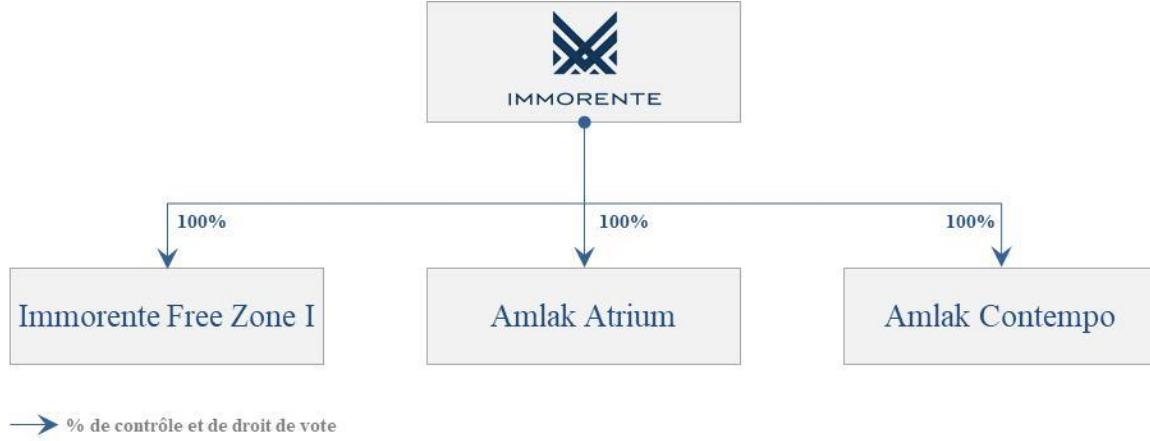 IMMORENTE
100%
100%
100%
Immorente Free Zone I
Amlak Atrium
Amlak Contempo
% de contrôle et de droit de vote